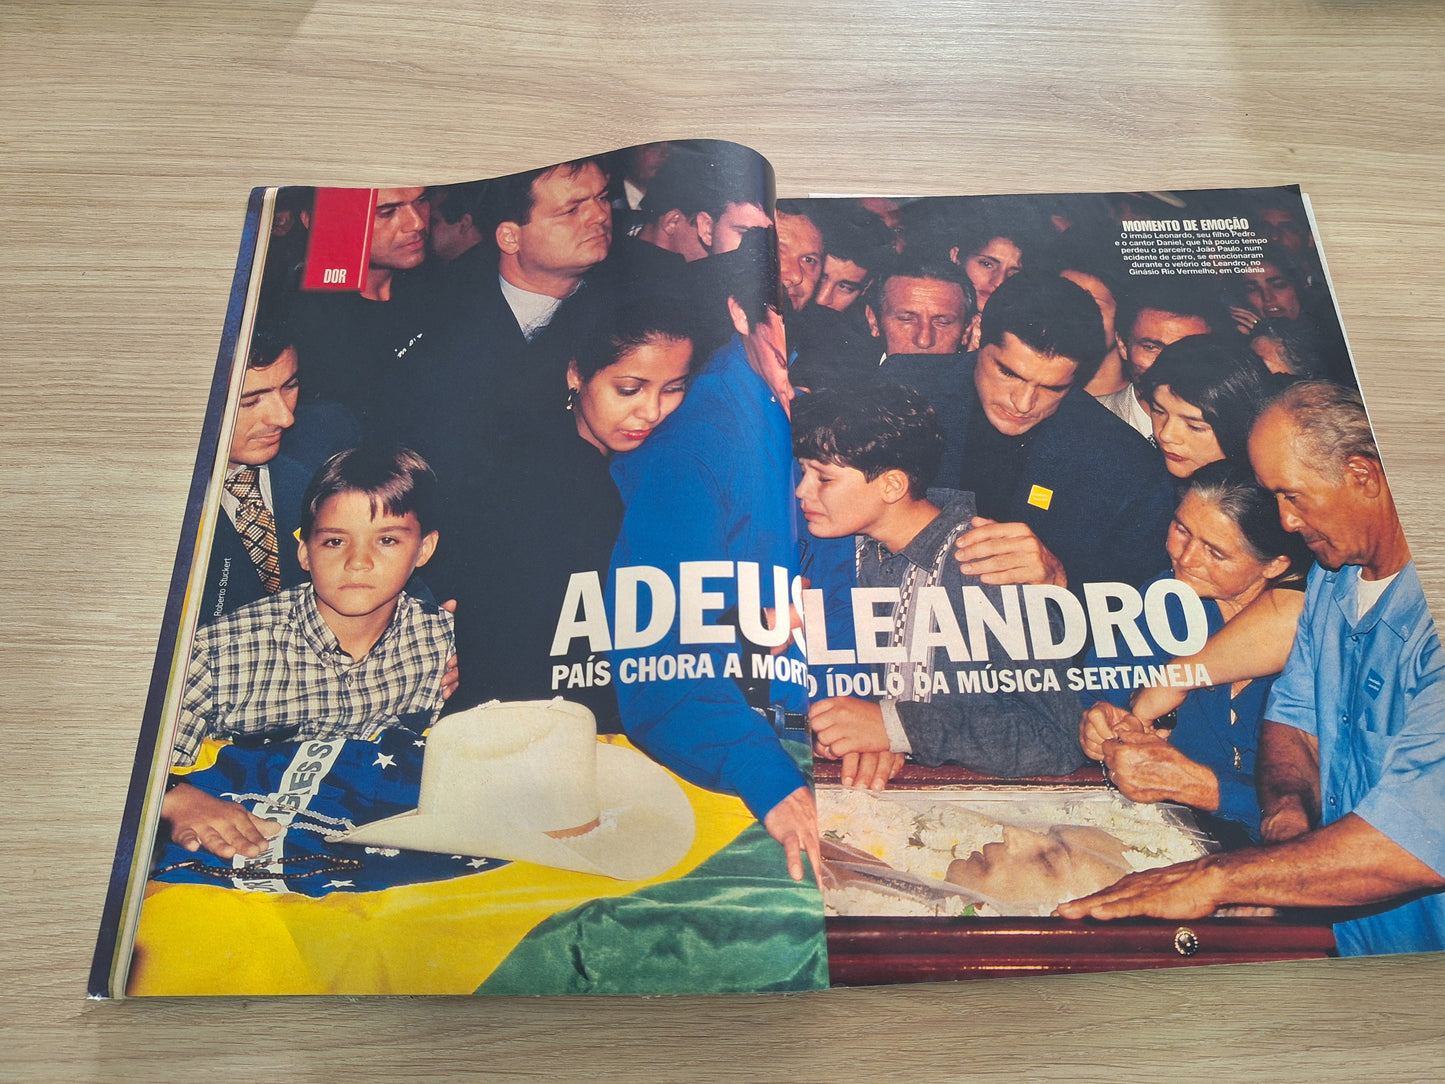 DOR
MOMENTO DE EMOÇÃO
O irmão Leonardo, seu filho Pedro
e o cantor Daniel, que há pouco tempo
perdeu o parceiro, João Paulo, num
acidente de carro, se emocionaram
durante o velório de Leandro, no
Ginásio Rio Vermelho, em Goiânia
Roberto Stuckert
ADEUS LEANDRO
PAÍS CHORA A MORT O ÍDOLO DA MÚSICA SERTANEJA